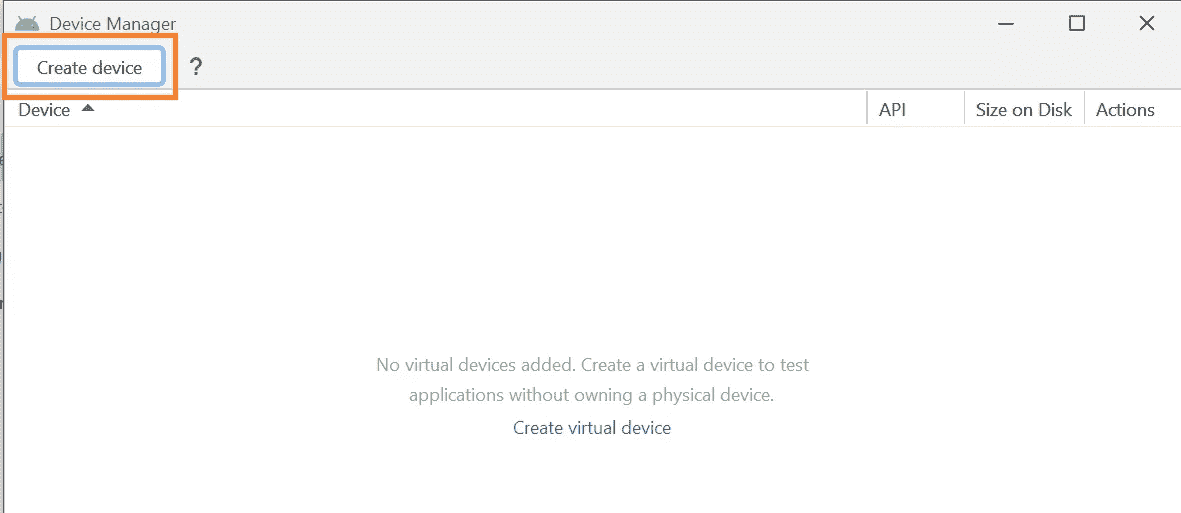 Device Manager
Create device ?
Device API Size on Disk Actions
No virtual devices added. Create a virtual device to test
applications without owning a physical device.
Create virtual device